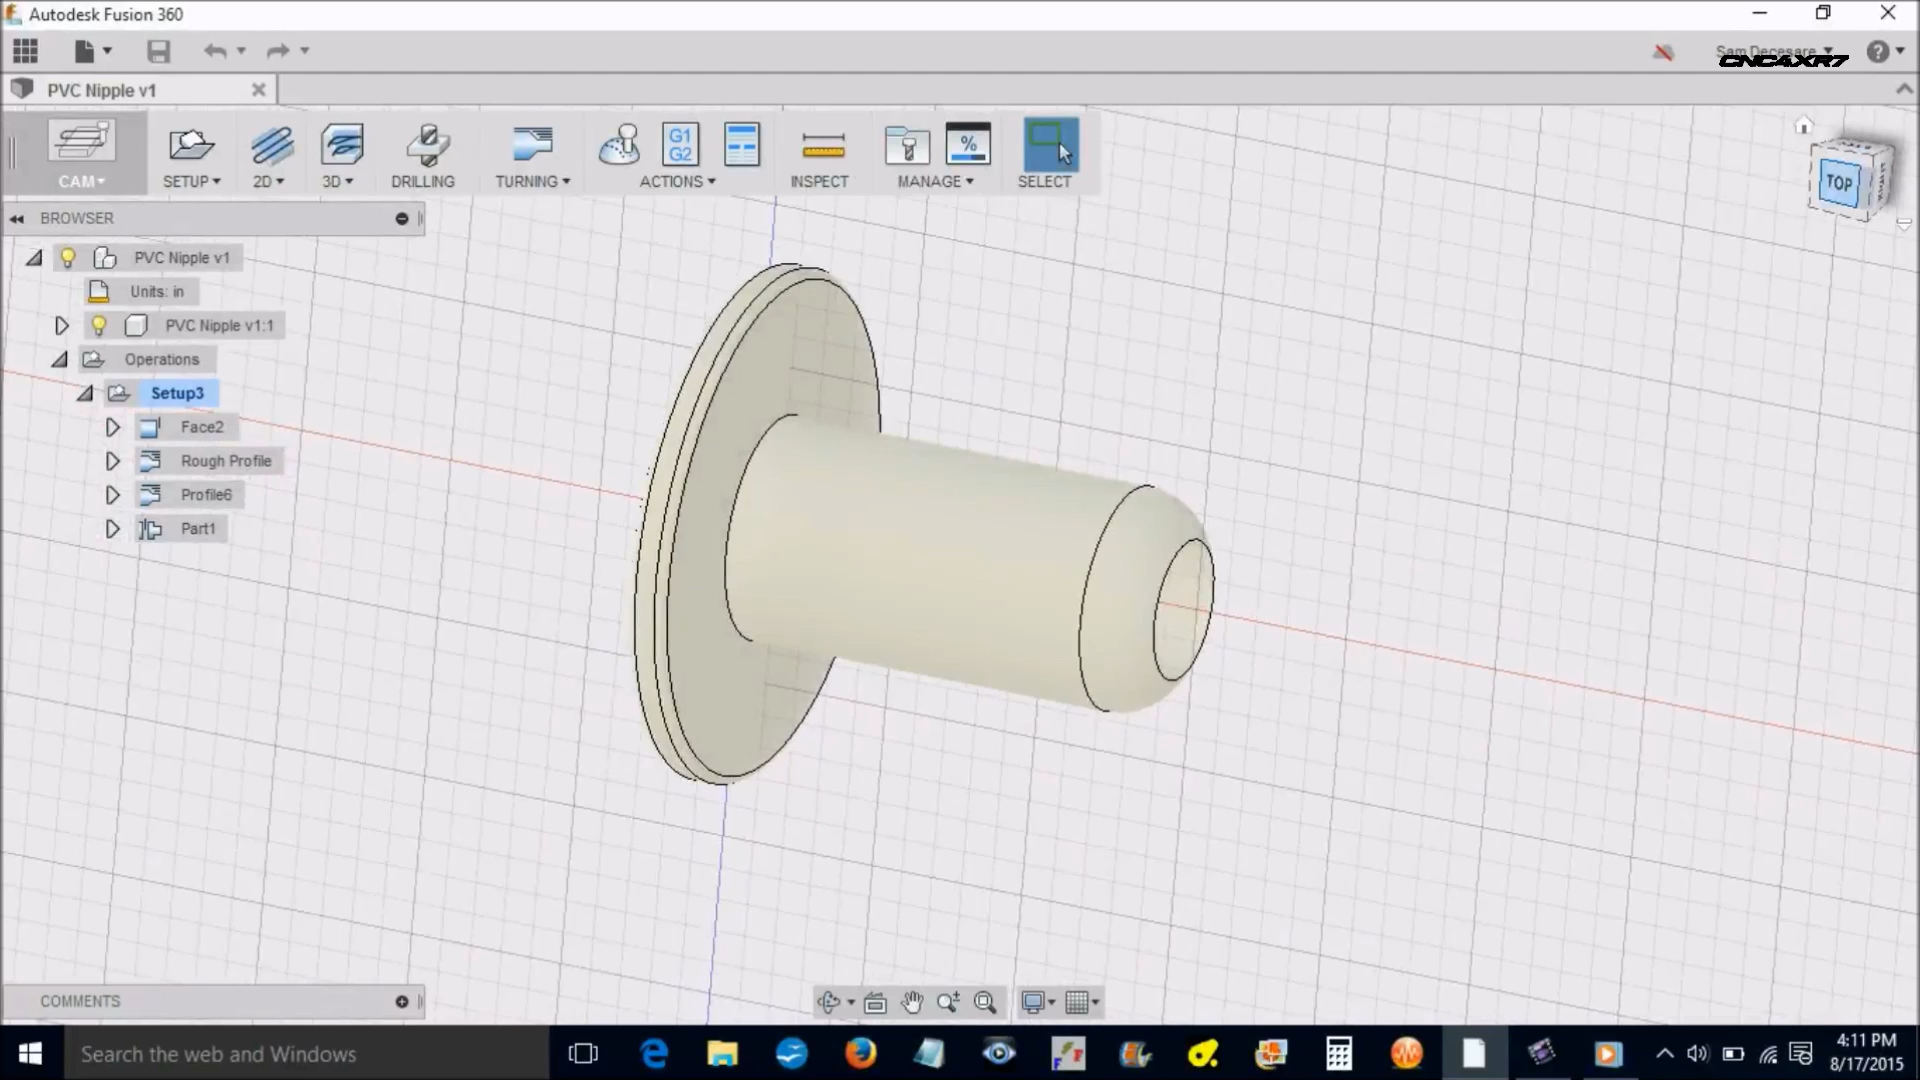 Autodesk Fusion 360
Sam Decesare
CNC4XR7
PVC Nipple v1
G1
G2
%
CAM
SETUP
2D
3D
DRILLING
TURNING
ACTIONS
INSPECT
MANAGE
SELECT
TOP
BROWSER
PVC Nipple v1
Units: in
PVC Nipple v1:1
Operations
Setup3
Face2
Rough Profile
Profile6
Part1
COMMENTS
Search the web and Windows
4:11 PM
8/17/2015